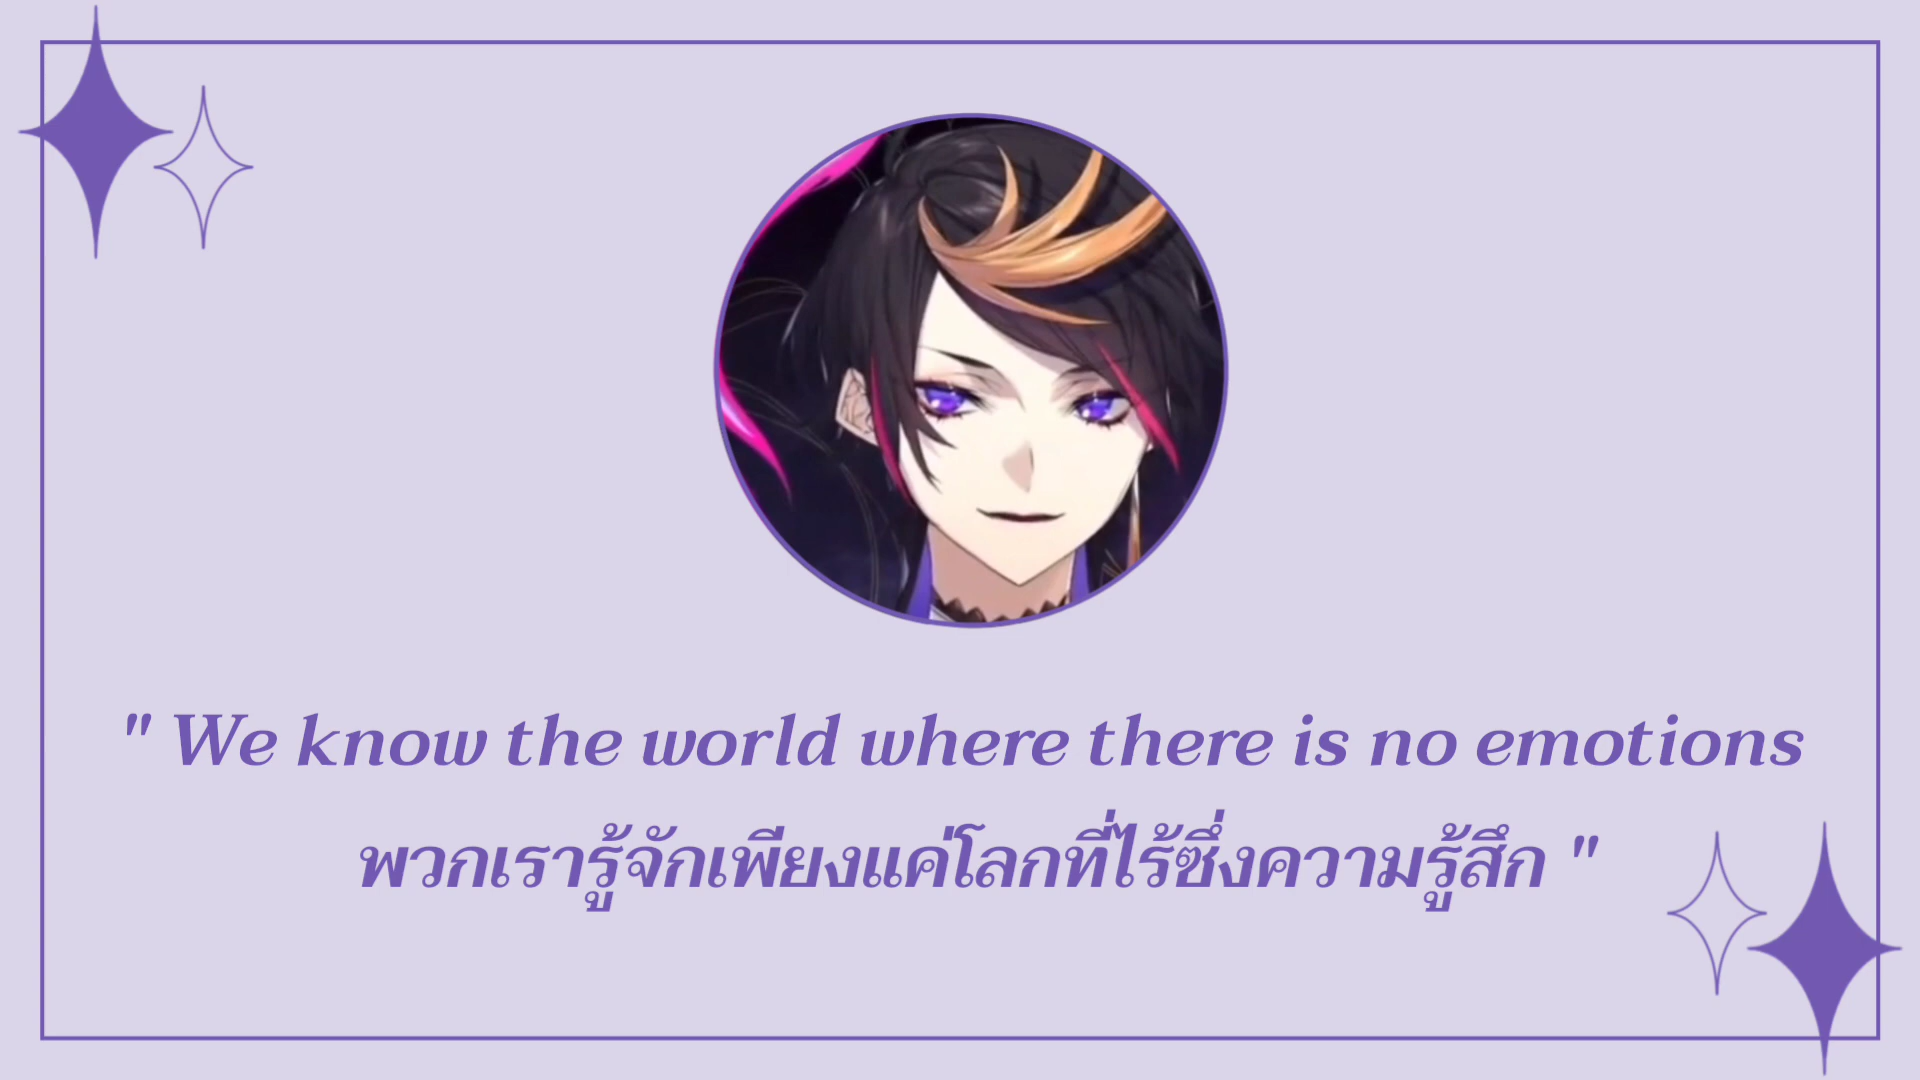 " We know the world where there is no emotions
พวกเรารู้จักเพียงแค่โลกที่ไร้ซึ่งความรู้สึก "